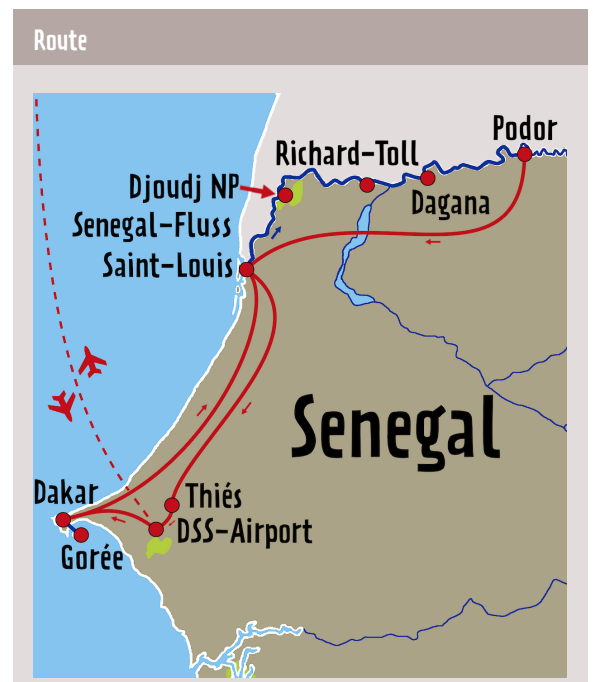 Route
Podor
Richard-Toll
Djoudj NP
Dagana
Senegal-Fluss
Saint-Louis
Senegal
Dakar
Thiés
DSS-Airport
Gorée